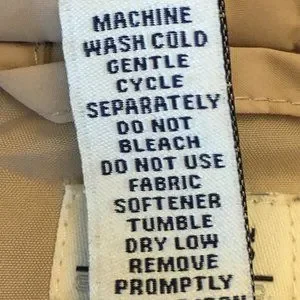 MACHINE
WASH COLD
GENTLE
CYCLE
SEPARATELY
DO NOT
BLEACH
DO NOT USE
FABRIC
SOFTENER
TUMBLE
DRY LOW
REMOVE
PROMPTLY